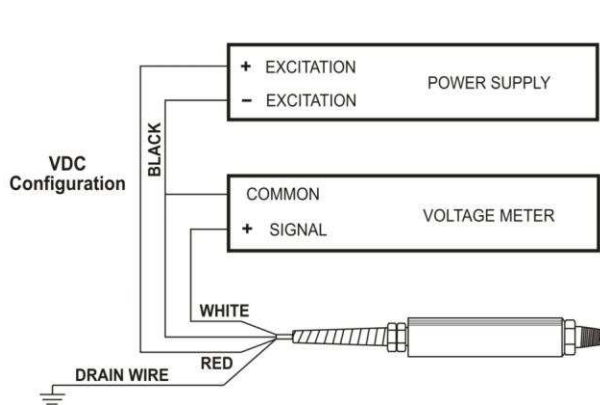 + EXCITATION
POWER SUPPLY
− EXCITATION
BLACK
VDC
Configuration
COMMON
VOLTAGE METER
+ SIGNAL
WHITE
RED
DRAIN WIRE